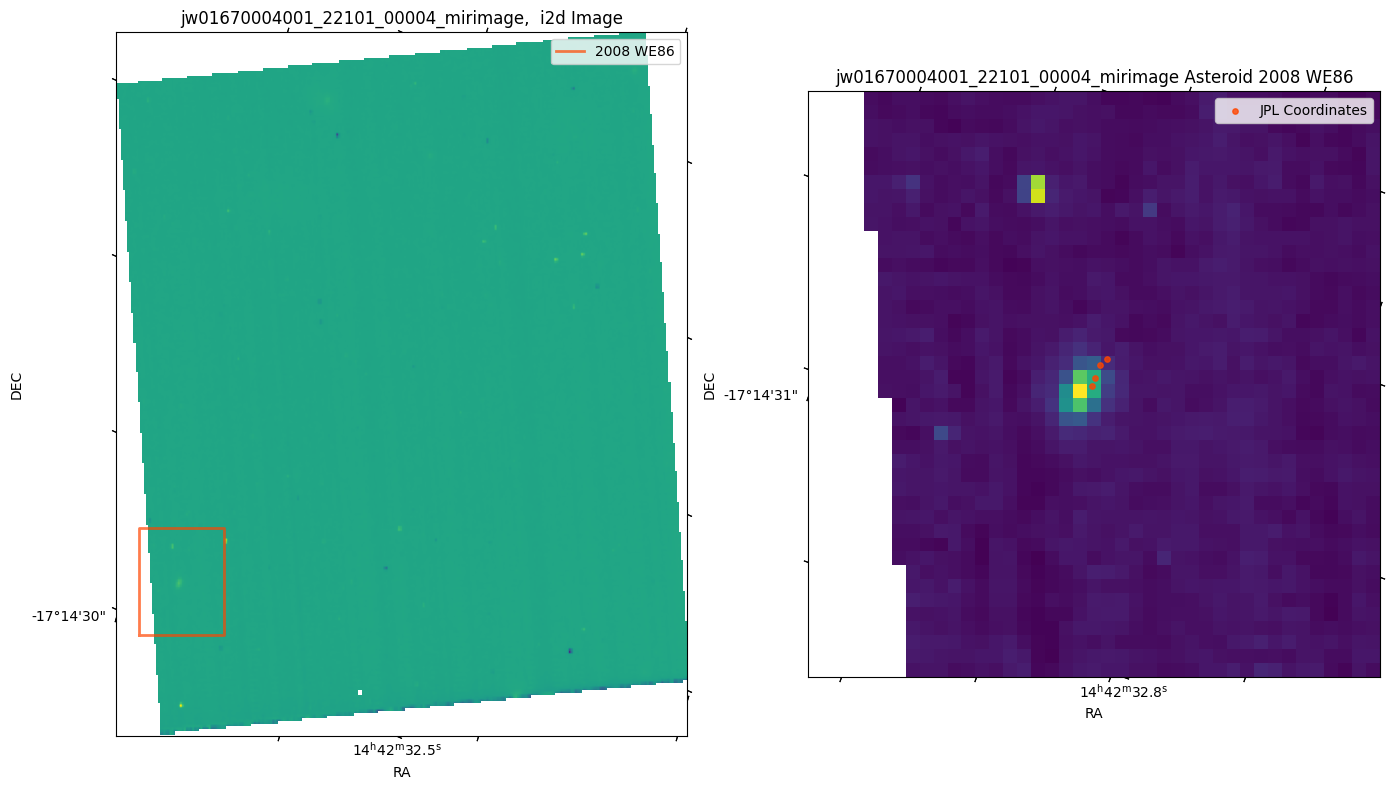 jw01670004001_22101_00004_mirimage,  i2d Image
2008 WE86
DEC
-17°14'30"
14ʰ42ᵐ32.5ˢ
RA
jw01670004001_22101_00004_mirimage Asteroid 2008 WE86
JPL Coordinates
DEC
-17°14'31"
14ʰ42ᵐ32.8ˢ
RA